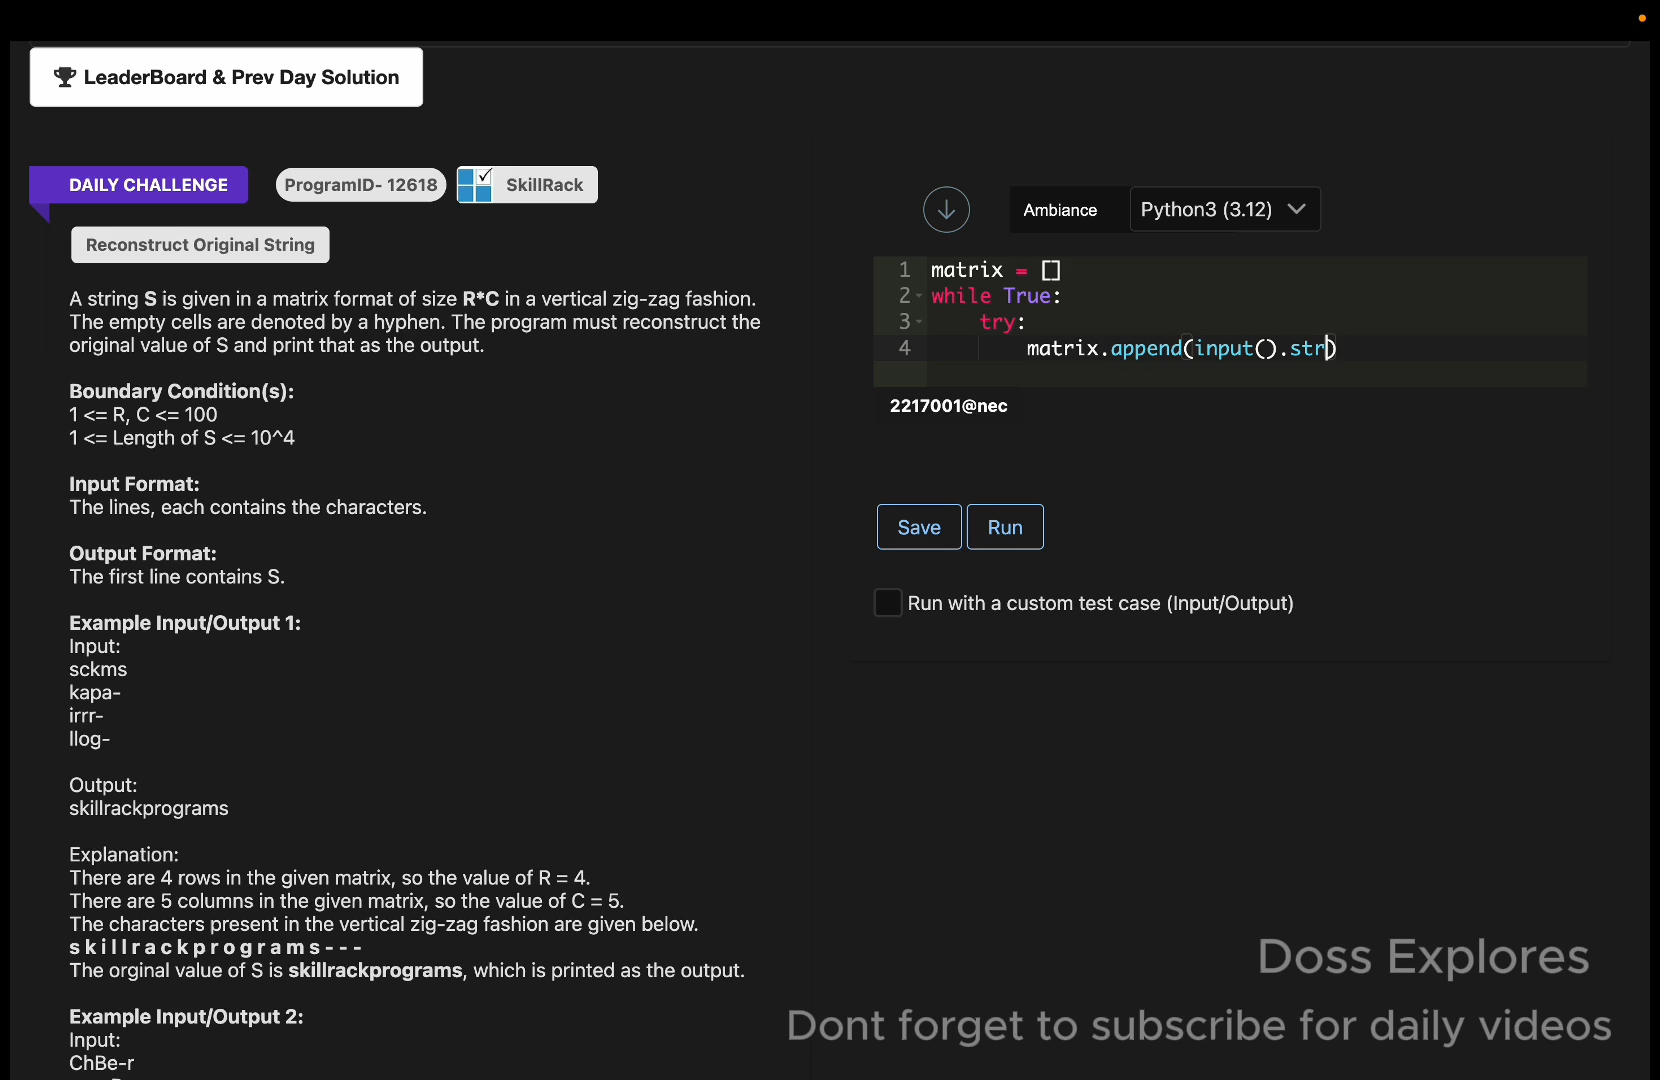 LeaderBoard & Prev Day Solution
DAILY CHALLENGE
ProgramID- 12618
SkillRack
Reconstruct Original String
A string S is given in a matrix format of size R*C in a vertical zig-zag fashion.
The empty cells are denoted by a hyphen. The program must reconstruct the
original value of S and print that as the output.
Boundary Condition(s):
1 <= R, C <= 100
1 <= Length of S <= 10^4
Input Format:
The lines, each contains the characters.
Output Format:
The first line contains S.
Example Input/Output 1:
Input:
sckms
kapa-
irrr-
llog-
Output:
skillrackprograms
Explanation:
There are 4 rows in the given matrix, so the value of R = 4.
There are 5 columns in the given matrix, so the value of C = 5.
The characters present in the vertical zig-zag fashion are given below.
s k i l l r a c k p r o g r a m s - - -
The orginal value of S is skillrackprograms, which is printed as the output.
Example Input/Output 2:
Input:
ChBe-r
Ambiance
Python3 (3.12)
1 matrix = []
2 while True:
3 try:
4 matrix.append(input().str)
2217001@nec
Save
Run
Run with a custom test case (Input/Output)
Doss Explores
Dont forget to subscribe for daily videos